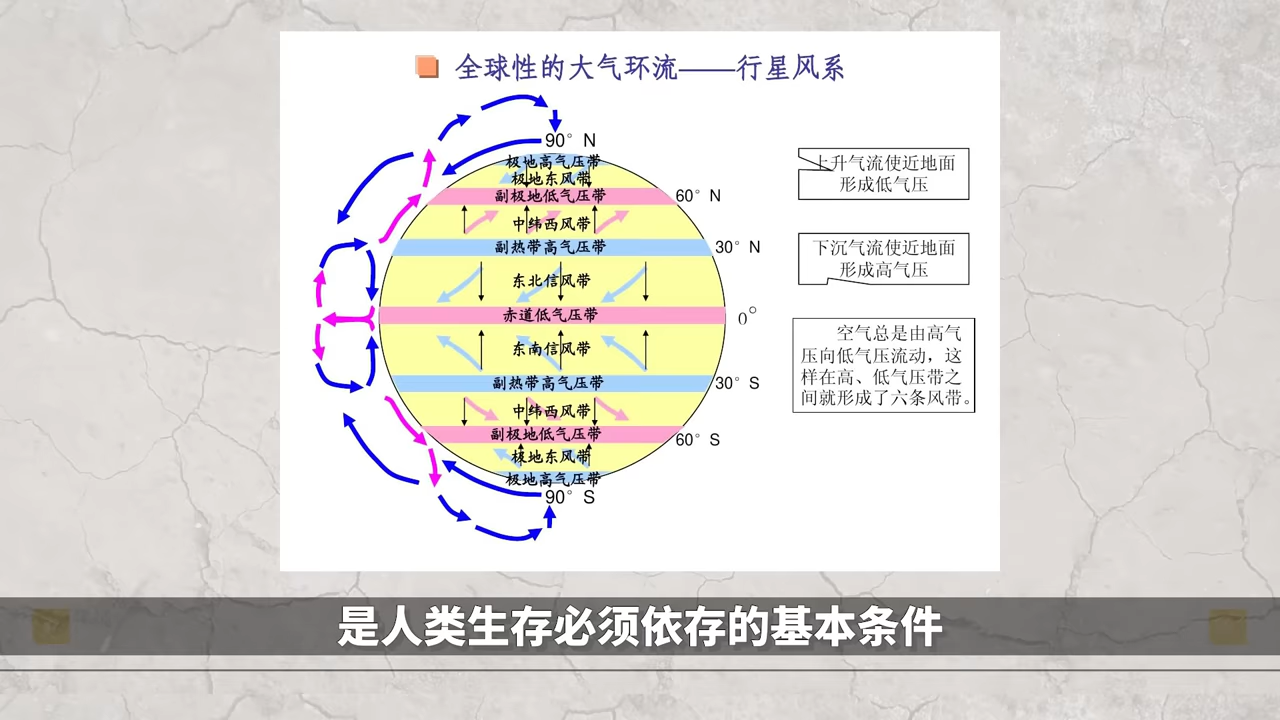 全球性的大气环流——行星风系
90° N
极地高气压带
极地东风带
副极地低气压带
60° N
中纬西风带
副热带高气压带
30° N
东北信风带
赤道低气压带
0°
东南信风带
副热带高气压带
30° S
中纬西风带
副极地低气压带
60° S
极地东风带
极地高气压带
90° S
上升气流使近地面
形成低气压
下沉气流使近地面
形成高气压
空气总是由高气
压向低气压流动，这
样在高、低气压带之
间就形成了六条风带。
是人类生存必须依存的基本条件